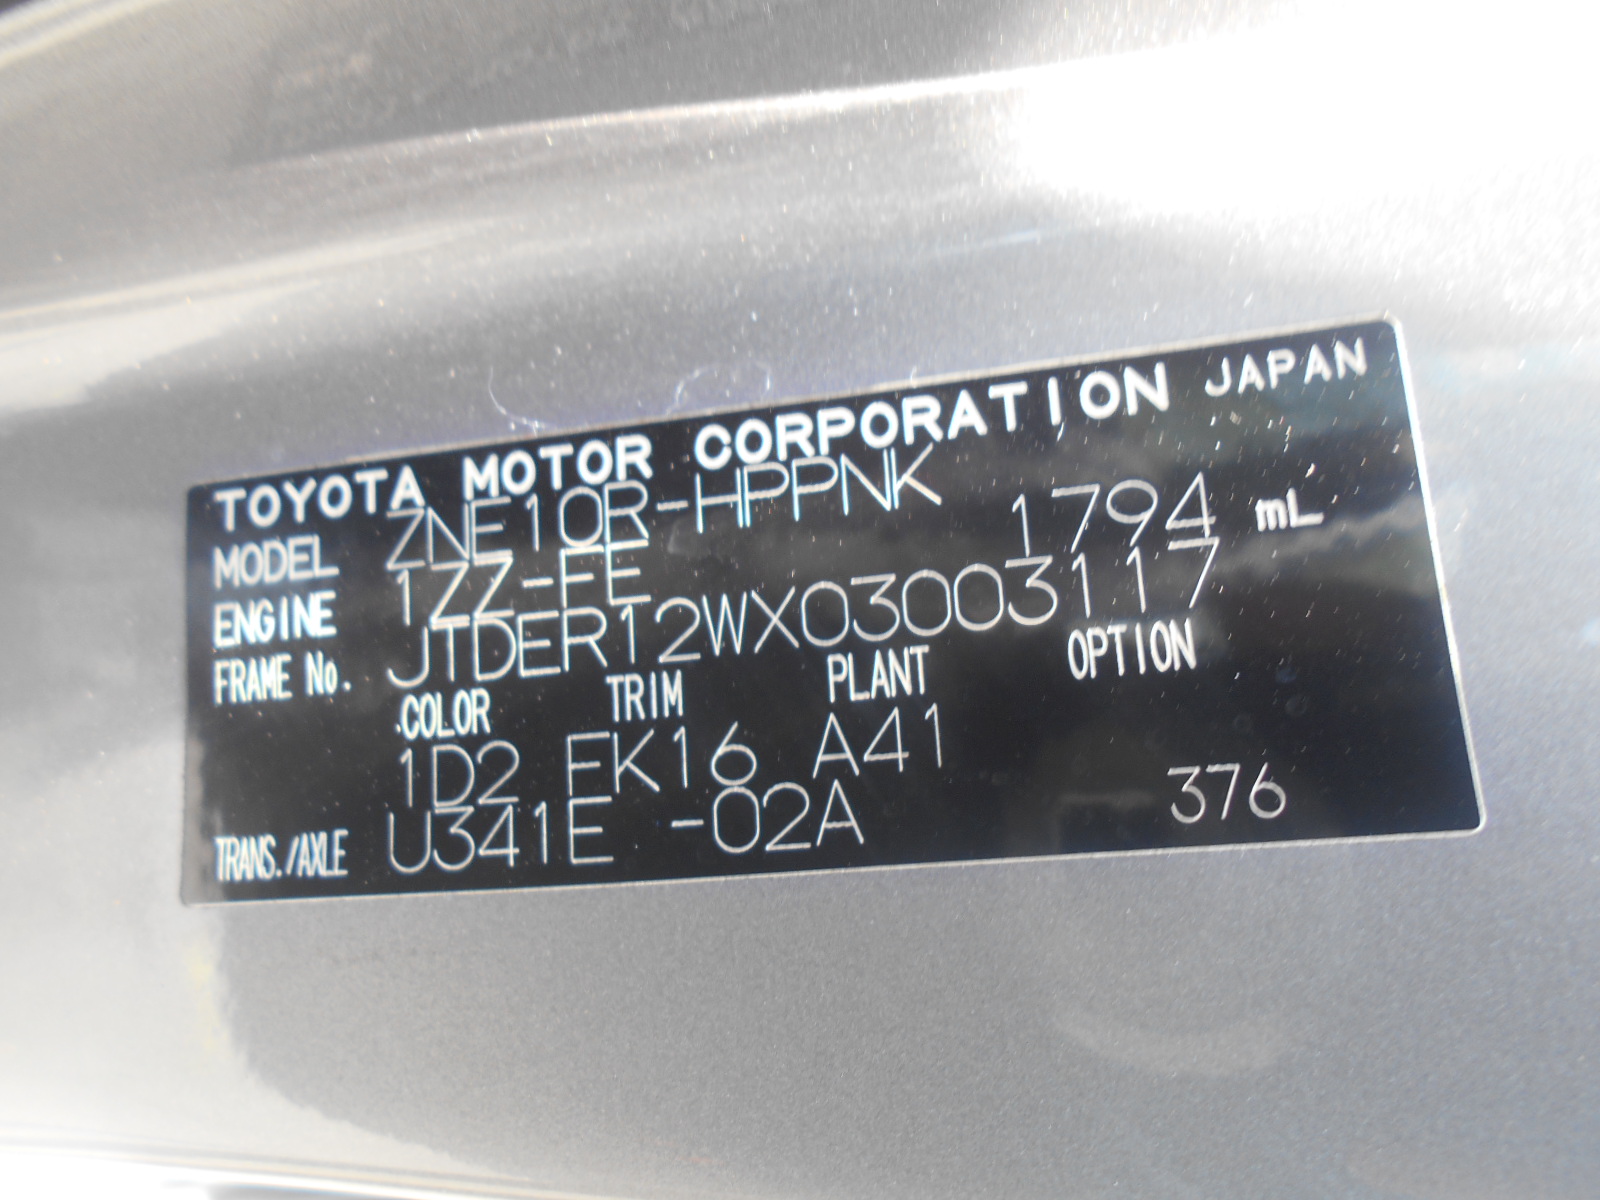 TOYOTA MOTOR CORPORATION JAPAN
MODEL ZNE10R-HPPNK
ENGINE 1ZZ-FE 1794 mL
FRAME No. JTDER12WX03003117
COLOR TRIM PLANT OPTION
1D2 EK16 A41
TRANS./AXLE U341E -02A 376